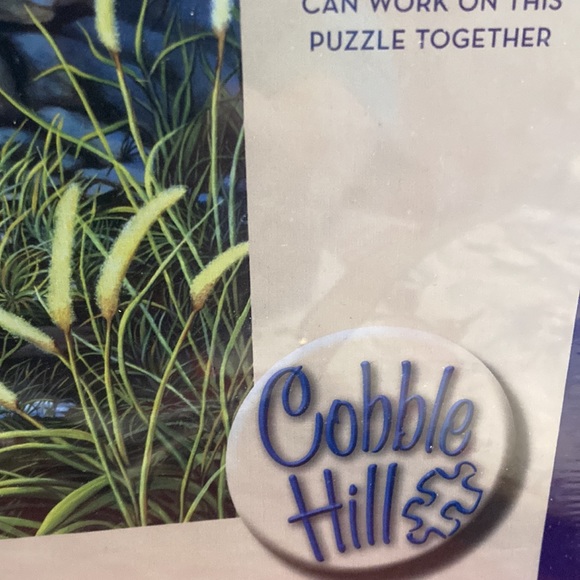 CAN WORK ON THIS
PUZZLE TOGETHER
Cobble
Hill